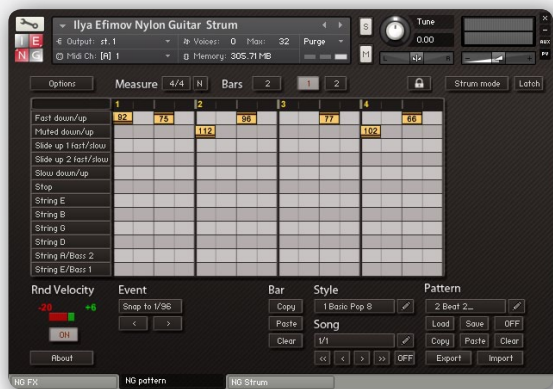 Ilya Efimov Nylon Guitar Strum
Output: st.1 Voices: 0 Max: 32 Purge
Midi Ch: [A] 1 Memory: 305.71 MB
S
M
Tune
0.00
L R
AUX
PV
Options Measure 4/4 N Bars 2 1 2 Strum mode Latch
1 2 3 4
Fast down/up 92 75 96 77 66
Muted down/up 112 102
Slide up 1 fast/slow
Slide up 2 fast/slow
Slow down/up
Stop
String E
String B
String G
String D
String A/Bass 2
String E/Bass 1
Rnd Velocity Event Bar Style Pattern
-20 +6 Snap to 1/96 Copy 1 Basic Pop 8 2 Beat 2_
ON < > Paste Song Load Save OFF
Clear 1/1 Copy Paste Clear
About << < > >> OFF Export Import
NG FX NG pattern NG Strum